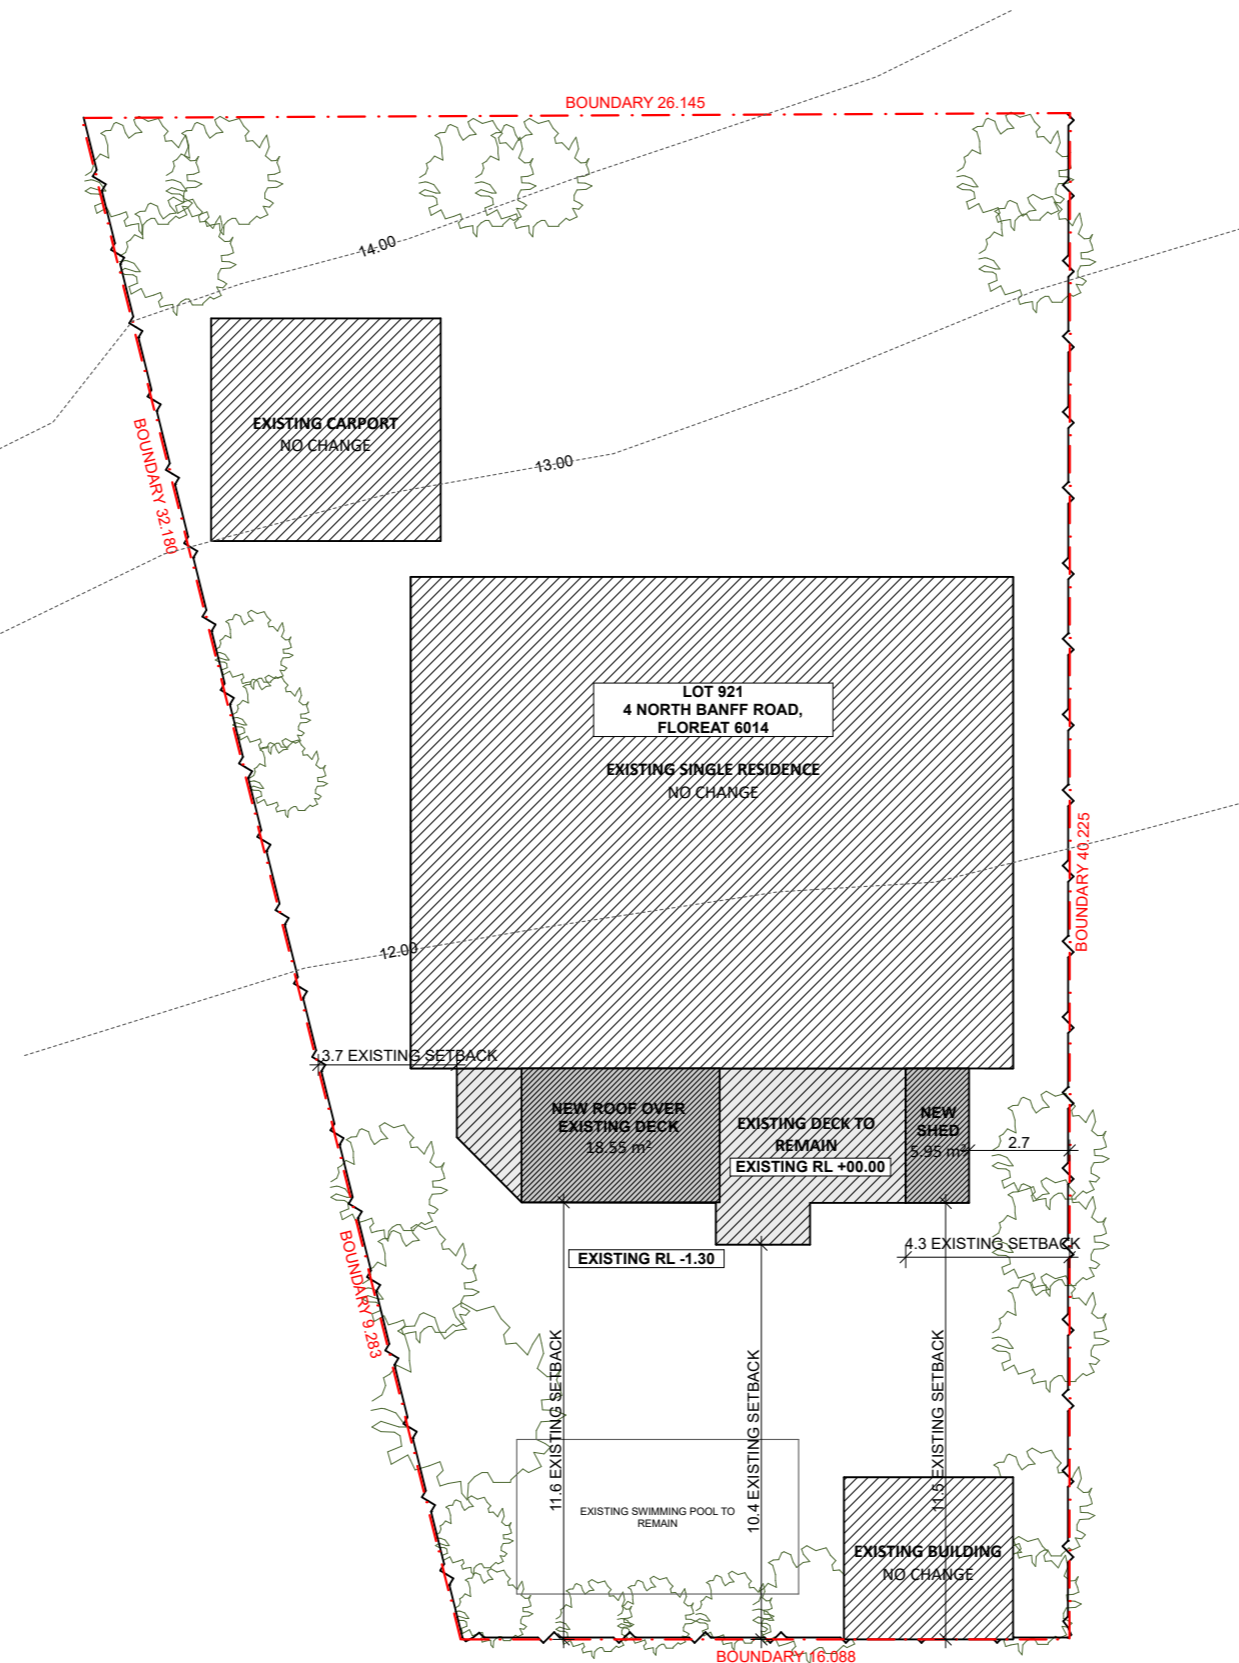 BOUNDARY 26.145
14.00
EXISTING CARPORT
NO CHANGE
BOUNDARY 32.180
13.00
LOT 921
4 NORTH BANFF ROAD,
FLOREAT 6014
EXISTING SINGLE RESIDENCE
NO CHANGE
BOUNDARY 40.225
12.00
3.7 EXISTING SETBACK
NEW ROOF OVER
EXISTING DECK
18.55 m²
EXISTING DECK TO
REMAIN
EXISTING RL +00.00
NEW
SHED
5.95 m²
2.7
4.3 EXISTING SETBACK
EXISTING RL -1.30
BOUNDARY 9.283
11.6 EXISTING SETBACK
10.4 EXISTING SETBACK
11.5 EXISTING SETBACK
EXISTING SWIMMING POOL TO
REMAIN
EXISTING BUILDING
NO CHANGE
BOUNDARY 16.088